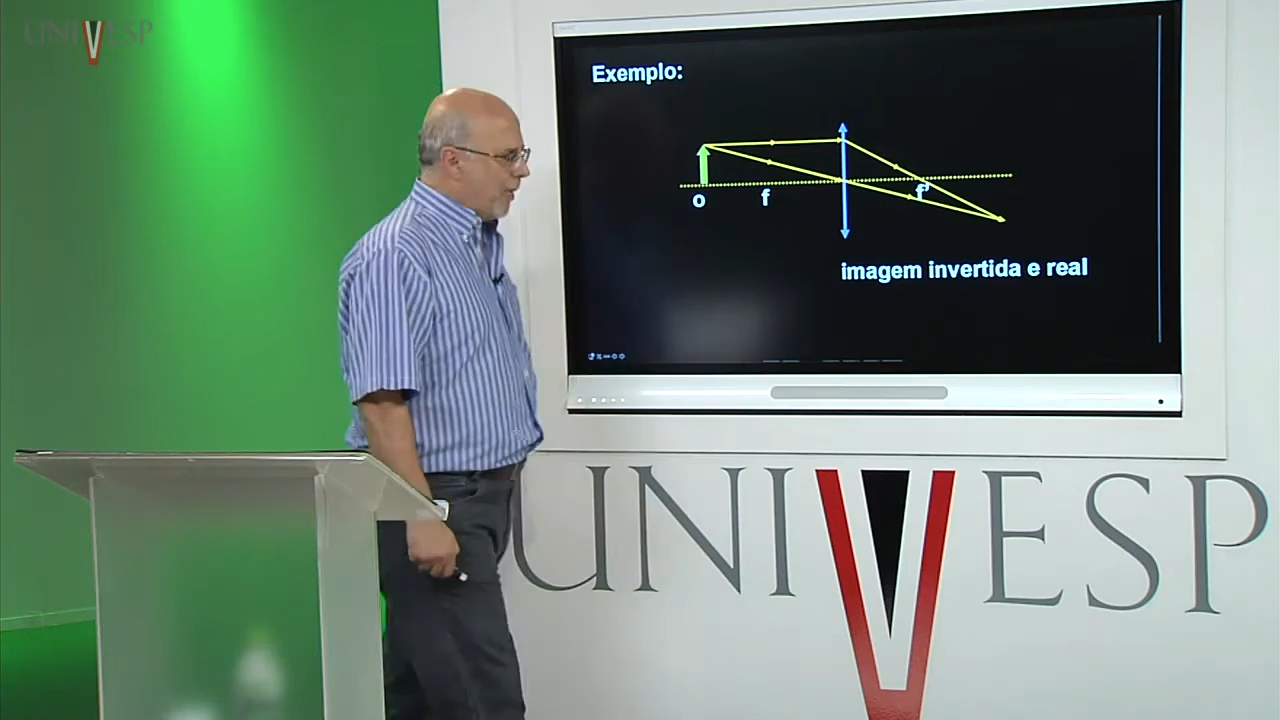 UNIVESP
Exemplo:
o
f
f'
imagem invertida e real
UNIVESP